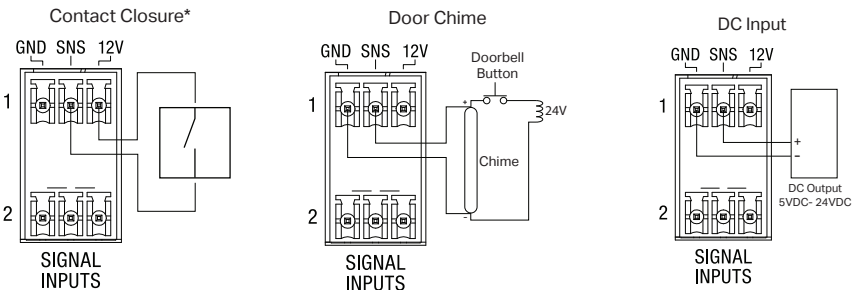 Contact Closure*
GND SNS 12V
1
2
SIGNAL
INPUTS
Door Chime
GND SNS 12V
Doorbell
Button
1
+
24V
Chime
-
2
SIGNAL
INPUTS
DC Input
GND SNS 12V
1
+
–
DC Output
5VDC- 24VDC
2
SIGNAL
INPUTS